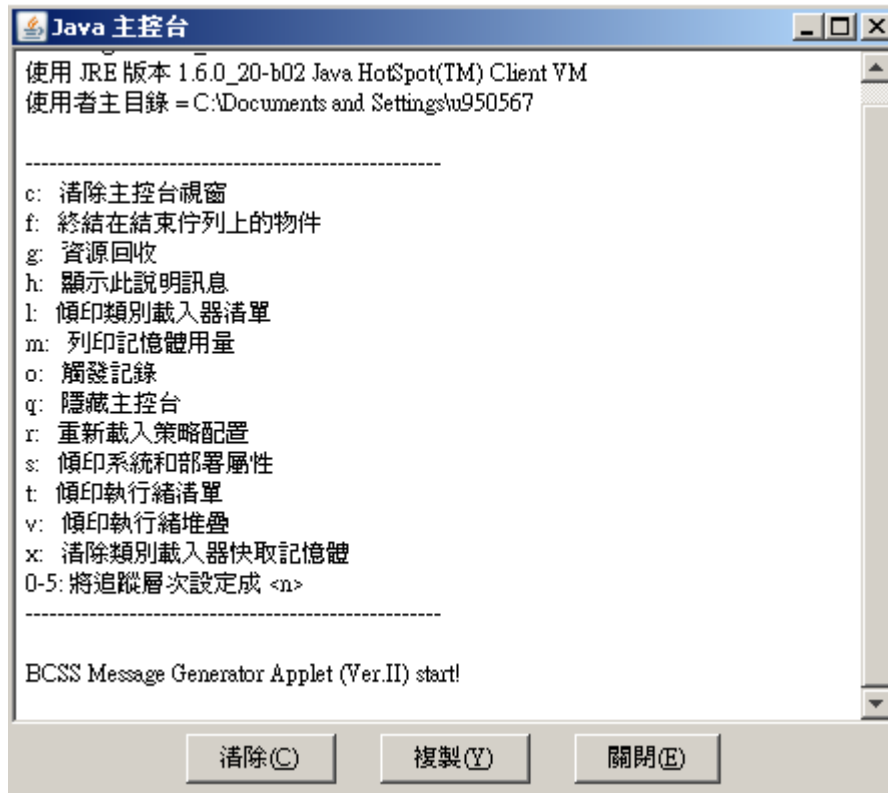 Java 主控台
使用 JRE 版本 1.6.0_20-b02 Java HotSpot(TM) Client VM
使用者主目錄 = C:\Documents and Settings\u950567
----------------------------------------------------
c: 清除主控台視窗
f: 終結在結束佇列上的物件
g: 資源回收
h: 顯示此說明訊息
l: 傾印類別載入器清單
m: 列印記憶體用量
o: 觸發記錄
q: 隱藏主控台
r: 重新載入策略配置
s: 傾印系統和部署屬性
t: 傾印執行緒清單
v: 傾印執行緒堆疊
x: 清除類別載入器快取記憶體
0-5: 將追蹤層次設定成 <n>
----------------------------------------------------
BCSS Message Generator Applet (Ver.II) start!
清除(C) 複製(Y) 關閉(E)